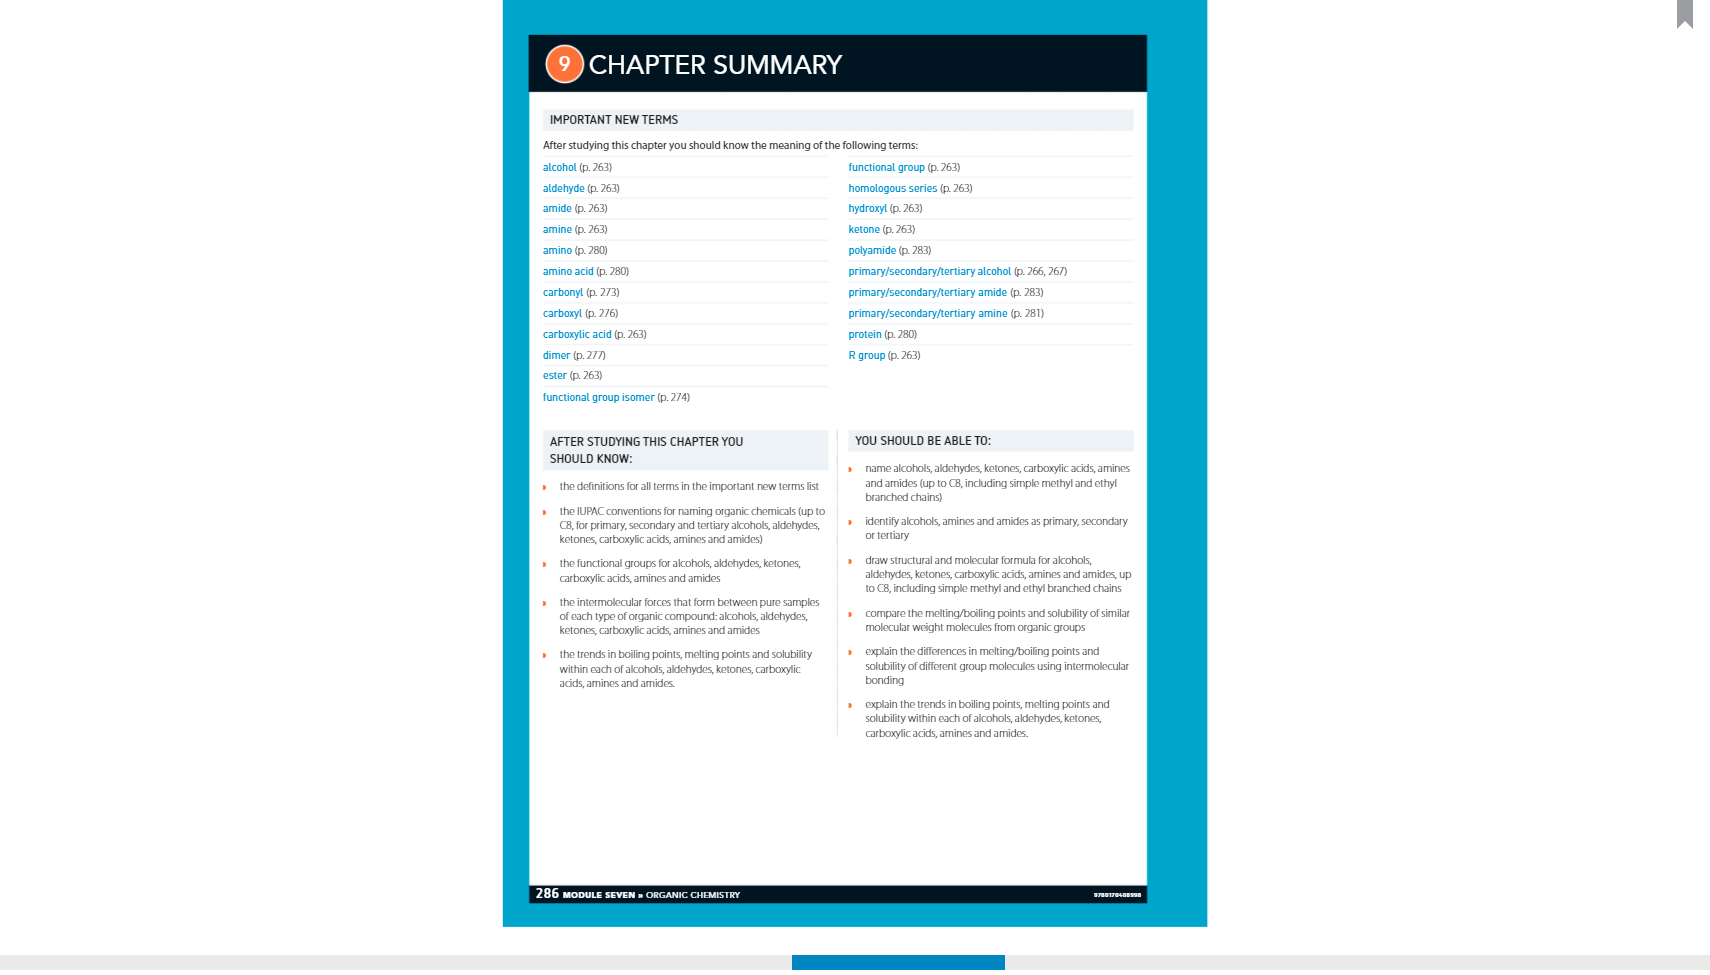 9 CHAPTER SUMMARY
IMPORTANT NEW TERMS
After studying this chapter you should know the meaning of the following terms:
alcohol (p. 263)
aldehyde (p. 263)
amide (p. 263)
amine (p. 263)
amino (p. 280)
amino acid (p. 280)
carbonyl (p. 273)
carboxyl (p. 276)
carboxylic acid (p. 263)
dimer (p. 277)
ester (p. 263)
functional group isomer (p. 274)
functional group (p. 263)
homologous series (p. 263)
hydroxyl (p. 263)
ketone (p. 263)
polyamide (p. 283)
primary/secondary/tertiary alcohol (p. 266, 267)
primary/secondary/tertiary amide (p. 283)
primary/secondary/tertiary amine (p. 281)
protein (p. 280)
R group (p. 263)
AFTER STUDYING THIS CHAPTER YOU
SHOULD KNOW:
the definitions for all terms in the important new terms list
the IUPAC conventions for naming organic chemicals (up to
C8, for primary, secondary and tertiary alcohols, aldehydes,
ketones, carboxylic acids, amines and amides)
the functional groups for alcohols, aldehydes, ketones,
carboxylic acids, amines and amides
the intermolecular forces that form between pure samples
of each type of organic compound: alcohols, aldehydes,
ketones, carboxylic acids, amines and amides
the trends in boiling points, melting points and solubility
within each of alcohols, aldehydes, ketones, carboxylic
acids, amines and amides.
YOU SHOULD BE ABLE TO:
name alcohols, aldehydes, ketones, carboxylic acids, amines
and amides (up to C8, including simple methyl and ethyl
branched chains)
identify alcohols, amines and amides as primary, secondary
or tertiary
draw structural and molecular formula for alcohols,
aldehydes, ketones, carboxylic acids, amines and amides, up
to C8, including simple methyl and ethyl branched chains
compare the melting/boiling points and solubility of similar
molecular weight molecules from organic groups
explain the differences in melting/boiling points and
solubility of different group molecules using intermolecular
bonding
explain the trends in boiling points, melting points and
solubility within each of alcohols, aldehydes, ketones,
carboxylic acids, amines and amides.
286 MODULE SEVEN » ORGANIC CHEMISTRY
9780170408998